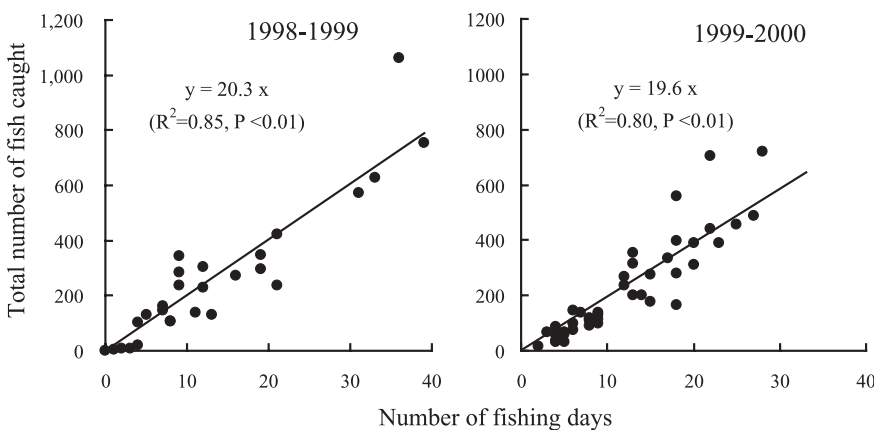 1998-1999
y = 20.3 x
(R²=0.85, P <0.01)
1,200
1,000
800
600
400
200
0
0 10 20 30 40
Total number of fish caught
1999-2000
y = 19.6 x
(R²=0.80, P <0.01)
1200
1000
800
600
400
200
0
0 10 20 30 40
Number of fishing days